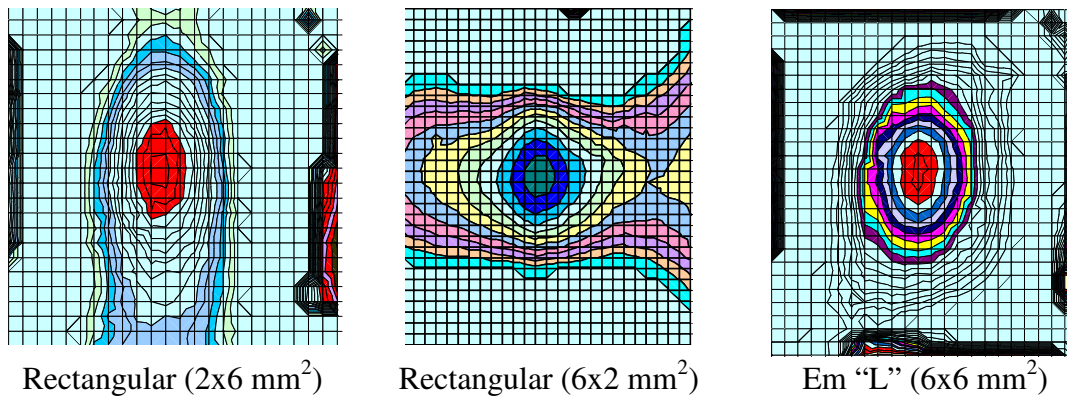 Rectangular (2x6 mm²)
Rectangular (6x2 mm²)
Em “L” (6x6 mm²)